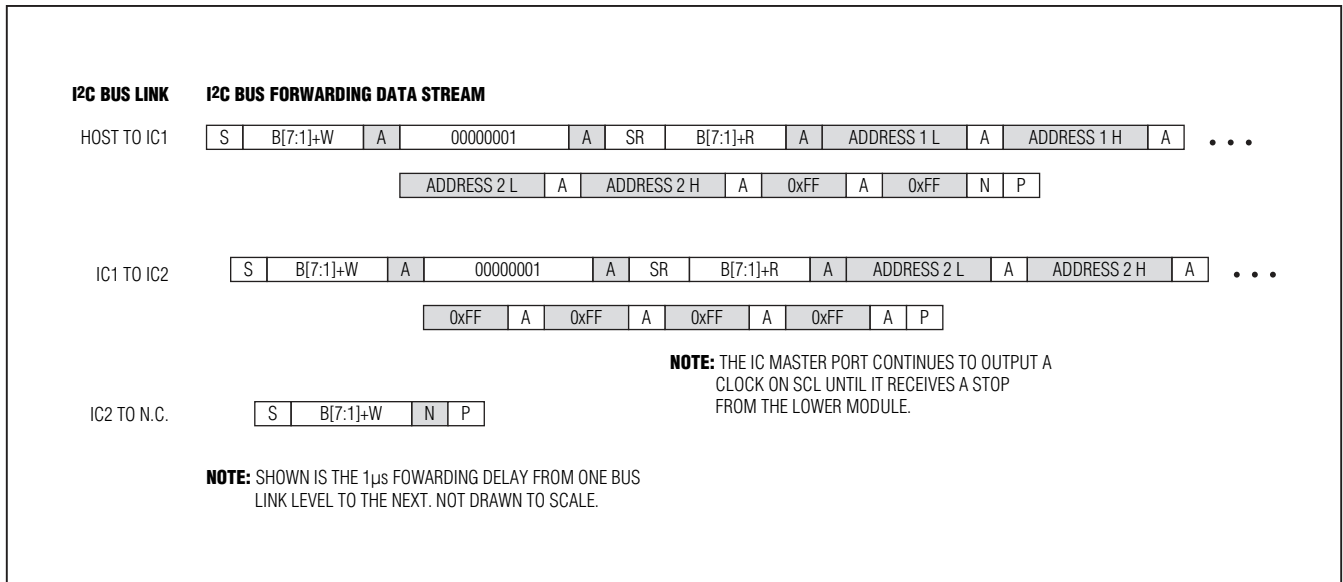 I2C BUS LINK I2C BUS FORWARDING DATA STREAM
HOST TO IC1 S B[7:1]+W A 00000001 A SR B[7:1]+R A ADDRESS 1 L A ADDRESS 1 H A • • •
ADDRESS 2 L A ADDRESS 2 H A 0xFF A 0xFF N P
IC1 TO IC2 S B[7:1]+W A 00000001 A SR B[7:1]+R A ADDRESS 2 L A ADDRESS 2 H A • • •
0xFF A 0xFF A 0xFF A 0xFF A P
NOTE: THE IC MASTER PORT CONTINUES TO OUTPUT A
CLOCK ON SCL UNTIL IT RECEIVES A STOP
FROM THE LOWER MODULE.
IC2 TO N.C. S B[7:1]+W N P
NOTE: SHOWN IS THE 1µs FOWARDING DELAY FROM ONE BUS
LINK LEVEL TO THE NEXT. NOT DRAWN TO SCALE.